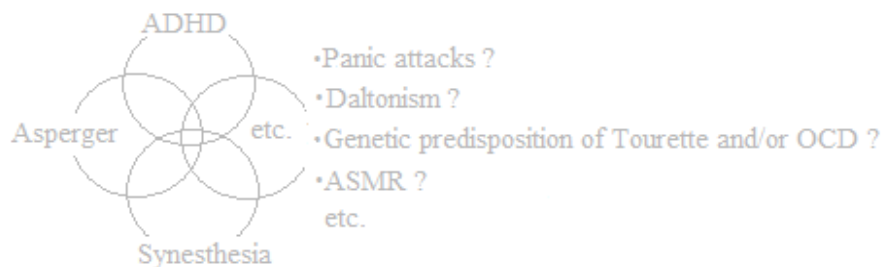 ADHD
Asperger
etc.
Synesthesia
•Panic attacks ?
•Daltonism ?
•Genetic predisposition of Tourette and/or OCD ?
•ASMR ?
etc.